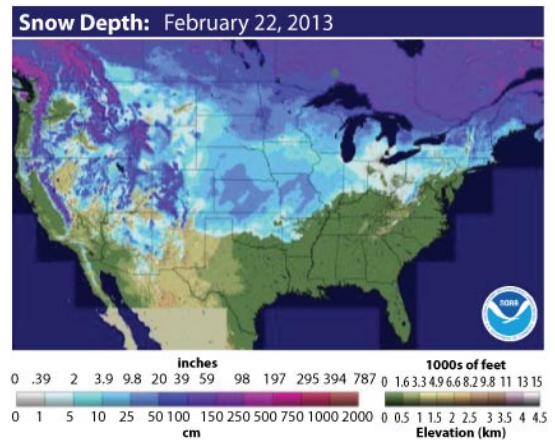 Snow Depth: February 22, 2013
NOAA
inches
0 .39 2 3.9 9.8 20 39 59 98 197 295 394 787
0 1 5 10 25 50 100 150 250 500 750 1000 2000
cm
1000s of feet
0 1.6 3.3 4.9 6.6 8.2 9.8 11 13 15
0 0.5 1 1.5 2 2.5 3 3.5 4 4.5
Elevation (km)